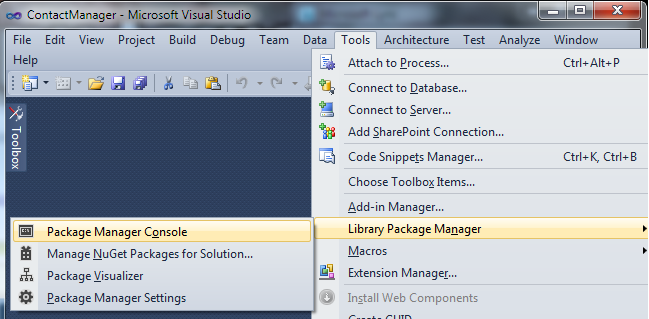 ContactManager - Microsoft Visual Studio
File Edit View Project Build Debug Team Data Tools Architecture Test Analyze Window
Help
Attach to Process... Ctrl+Alt+P
Connect to Database...
Connect to Server...
Add SharePoint Connection...
Code Snippets Manager... Ctrl+K, Ctrl+B
Choose Toolbox Items...
Add-in Manager...
Library Package Manager
Macros
Extension Manager...
Install Web Components
Create GUID
Toolbox
Package Manager Console
Manage NuGet Packages for Solution...
Package Visualizer
Package Manager Settings